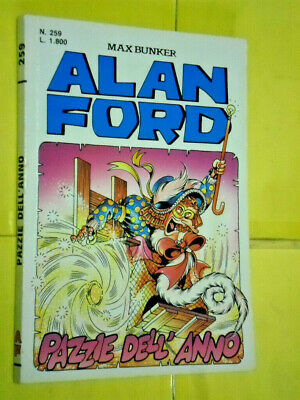 N. 259
L. 1.800
MAX BUNKER
ALAN
FORD
PAZZIE DELL'ANNO
259
PAZZIE DELL'ANNO
A F